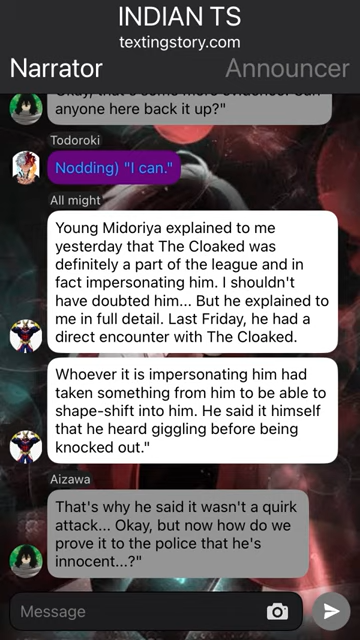 INDIAN TS
textingstory.com
Narrator
Announcer
anyone here back it up?"
Todoroki
Nodding) "I can."
All might
Young Midoriya explained to me
yesterday that The Cloaked was
definitely a part of the league and in
fact impersonating him. I shouldn't
have doubted him... But he explained to
me in full detail. Last Friday, he had a
direct encounter with The Cloaked.
Whoever it is impersonating him had
taken something from him to be able to
shape-shift into him. He said it himself
that he heard giggling before being
knocked out."
Aizawa
That's why he said it wasn't a quirk
attack... Okay, but now how do we
prove it to the police that he's
innocent...?"
Message